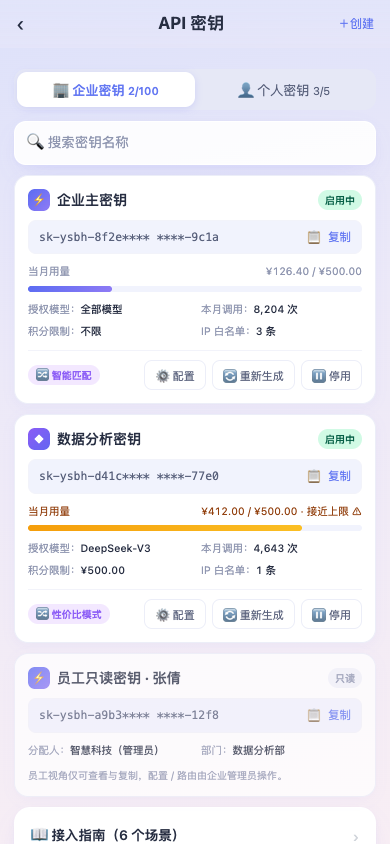 ‹ API 密钥 ＋创建
企业密钥 2/100 个人密钥 3/5
搜索密钥名称
企业主密钥 启用中
sk-ysbh-8f2e**** ****-9c1a 复制
当月用量 ¥126.40 / ¥500.00
授权模型： 全部模型 本月调用： 8,204 次
积分限制： 不限 IP 白名单： 3 条
智能匹配 配置 重新生成 停用
数据分析密钥 启用中
sk-ysbh-d41c**** ****-77e0 复制
当月用量 ¥412.00 / ¥500.00 · 接近上限 ⚠
授权模型： DeepSeek-V3 本月调用： 4,643 次
积分限制： ¥500.00 IP 白名单： 1 条
性价比模式 配置 重新生成 停用
员工只读密钥 · 张倩 只读
sk-ysbh-a9b3**** ****-12f8 复制
分配人： 智慧科技（管理员） 部门： 数据分析部
员工视角仅可查看与复制，配置 / 路由由企业管理员操作。
接入指南（6 个场景） ›